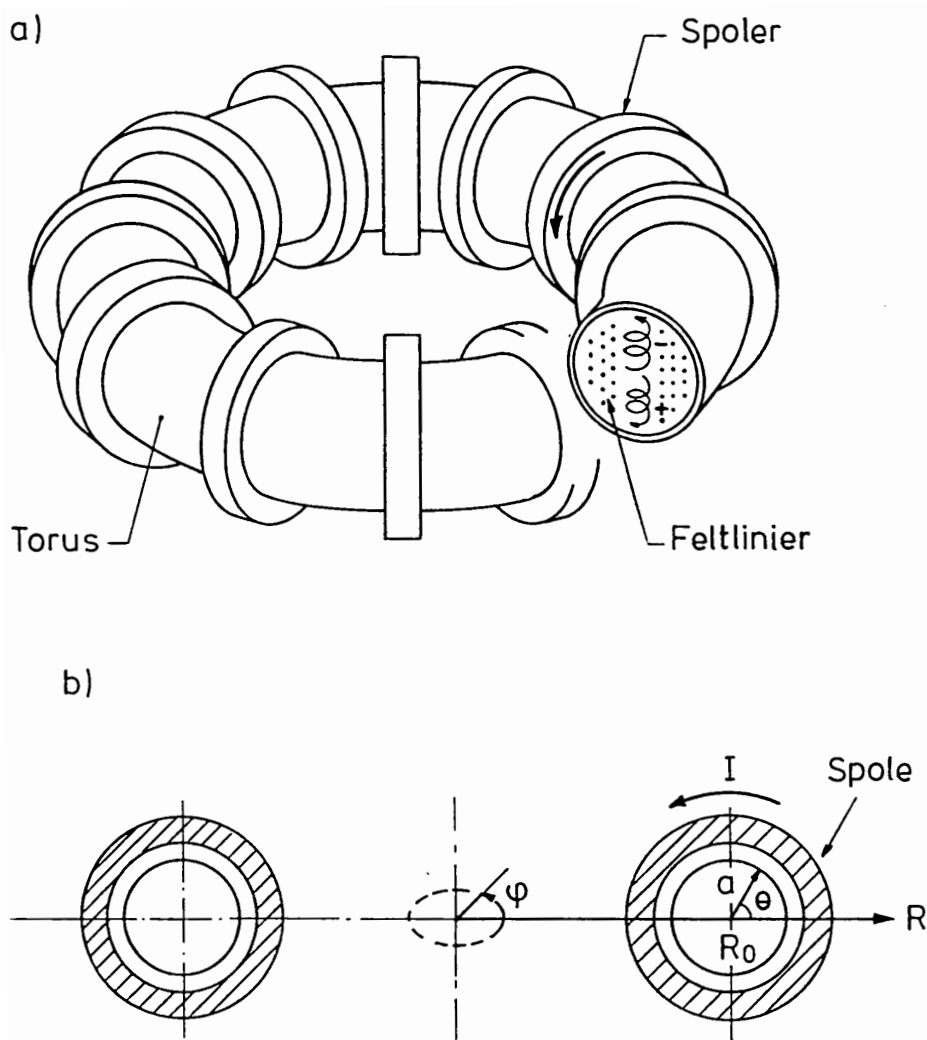 a)
Spoler
-
+
Torus
Feltlinier
b)
I
Spole
φ
a
θ
R
R₀